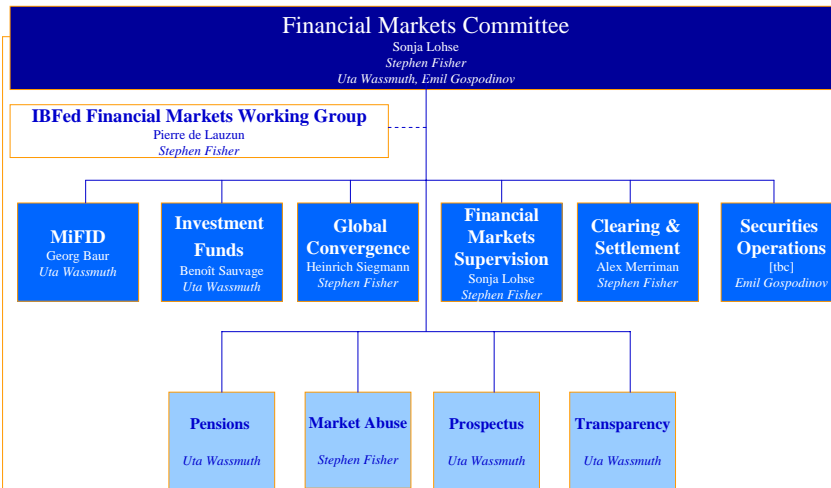 Financial Markets Committee
Sonja Lohse
Stephen Fisher
Uta Wassmuth, Emil Gospodinov
IBFed Financial Markets Working Group
Pierre de Lauzun
Stephen Fisher
MiFID
Georg Baur
Uta Wassmuth
Investment
Funds
Benoît Sauvage
Uta Wassmuth
Global
Convergence
Heinrich Siegmann
Stephen Fisher
Financial
Markets
Supervision
Sonja Lohse
Stephen Fisher
Clearing &
Settlement
Alex Merriman
Stephen Fisher
Securities
Operations
[tbc]
Emil Gospodinov
Pensions
Uta Wassmuth
Market Abuse
Stephen Fisher
Prospectus
Uta Wassmuth
Transparency
Uta Wassmuth